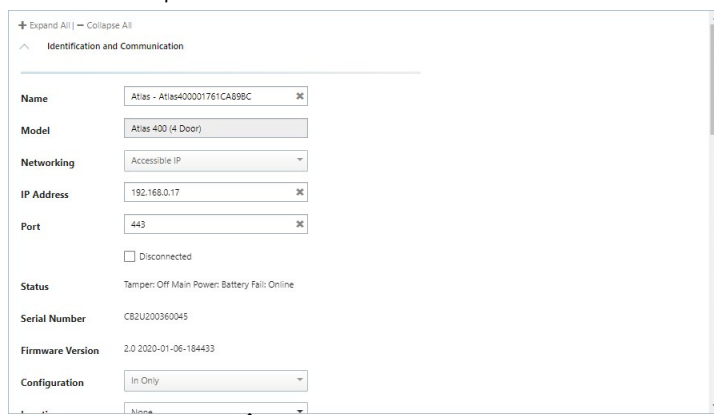 + Expand All | − Collapse All
Identification and Communication
Name Atlas - Atlas400001761CA89BC
Model Atlas 400 (4 Door)
Networking Accessible IP
IP Address 192.168.0.17
Port 443
Disconnected
Status Tamper: Off Main Power: Battery Fail: Online
Serial Number CB2U200360045
Firmware Version 2.0 2020-01-06-184433
Configuration In Only
None